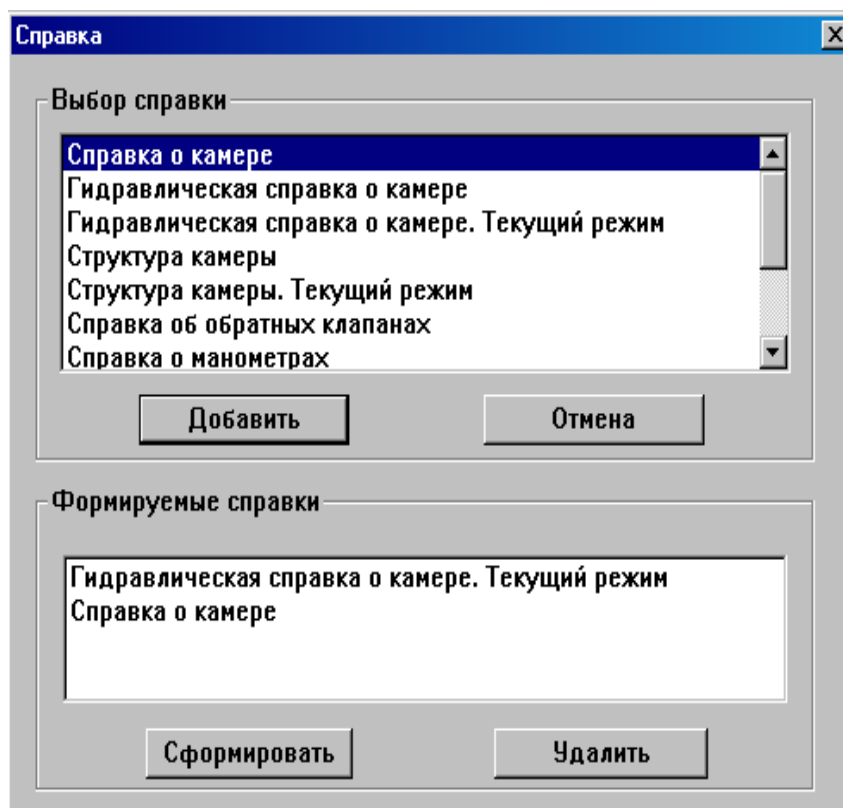 Справка
Выбор справки
Справка о камере
Гидравлическая справка о камере
Гидравлическая справка о камере. Текущий режим
Структура камеры
Структура камеры. Текущий режим
Справка об обратных клапанах
Справка о манометрах
Добавить Отмена
Формируемые справки
Гидравлическая справка о камере. Текущий режим
Справка о камере
Сформировать Удалить